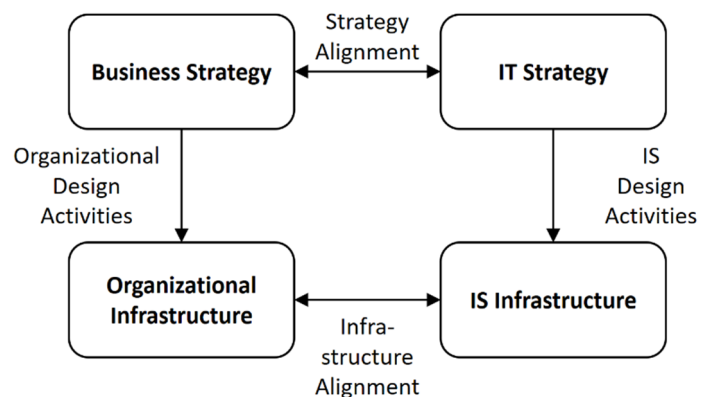 Strategy
Alignment
Business Strategy
IT Strategy
Organizational
Design
Activities
IS
Design
Activities
Organizational
Infrastructure
IS Infrastructure
Infra-
structure
Alignment